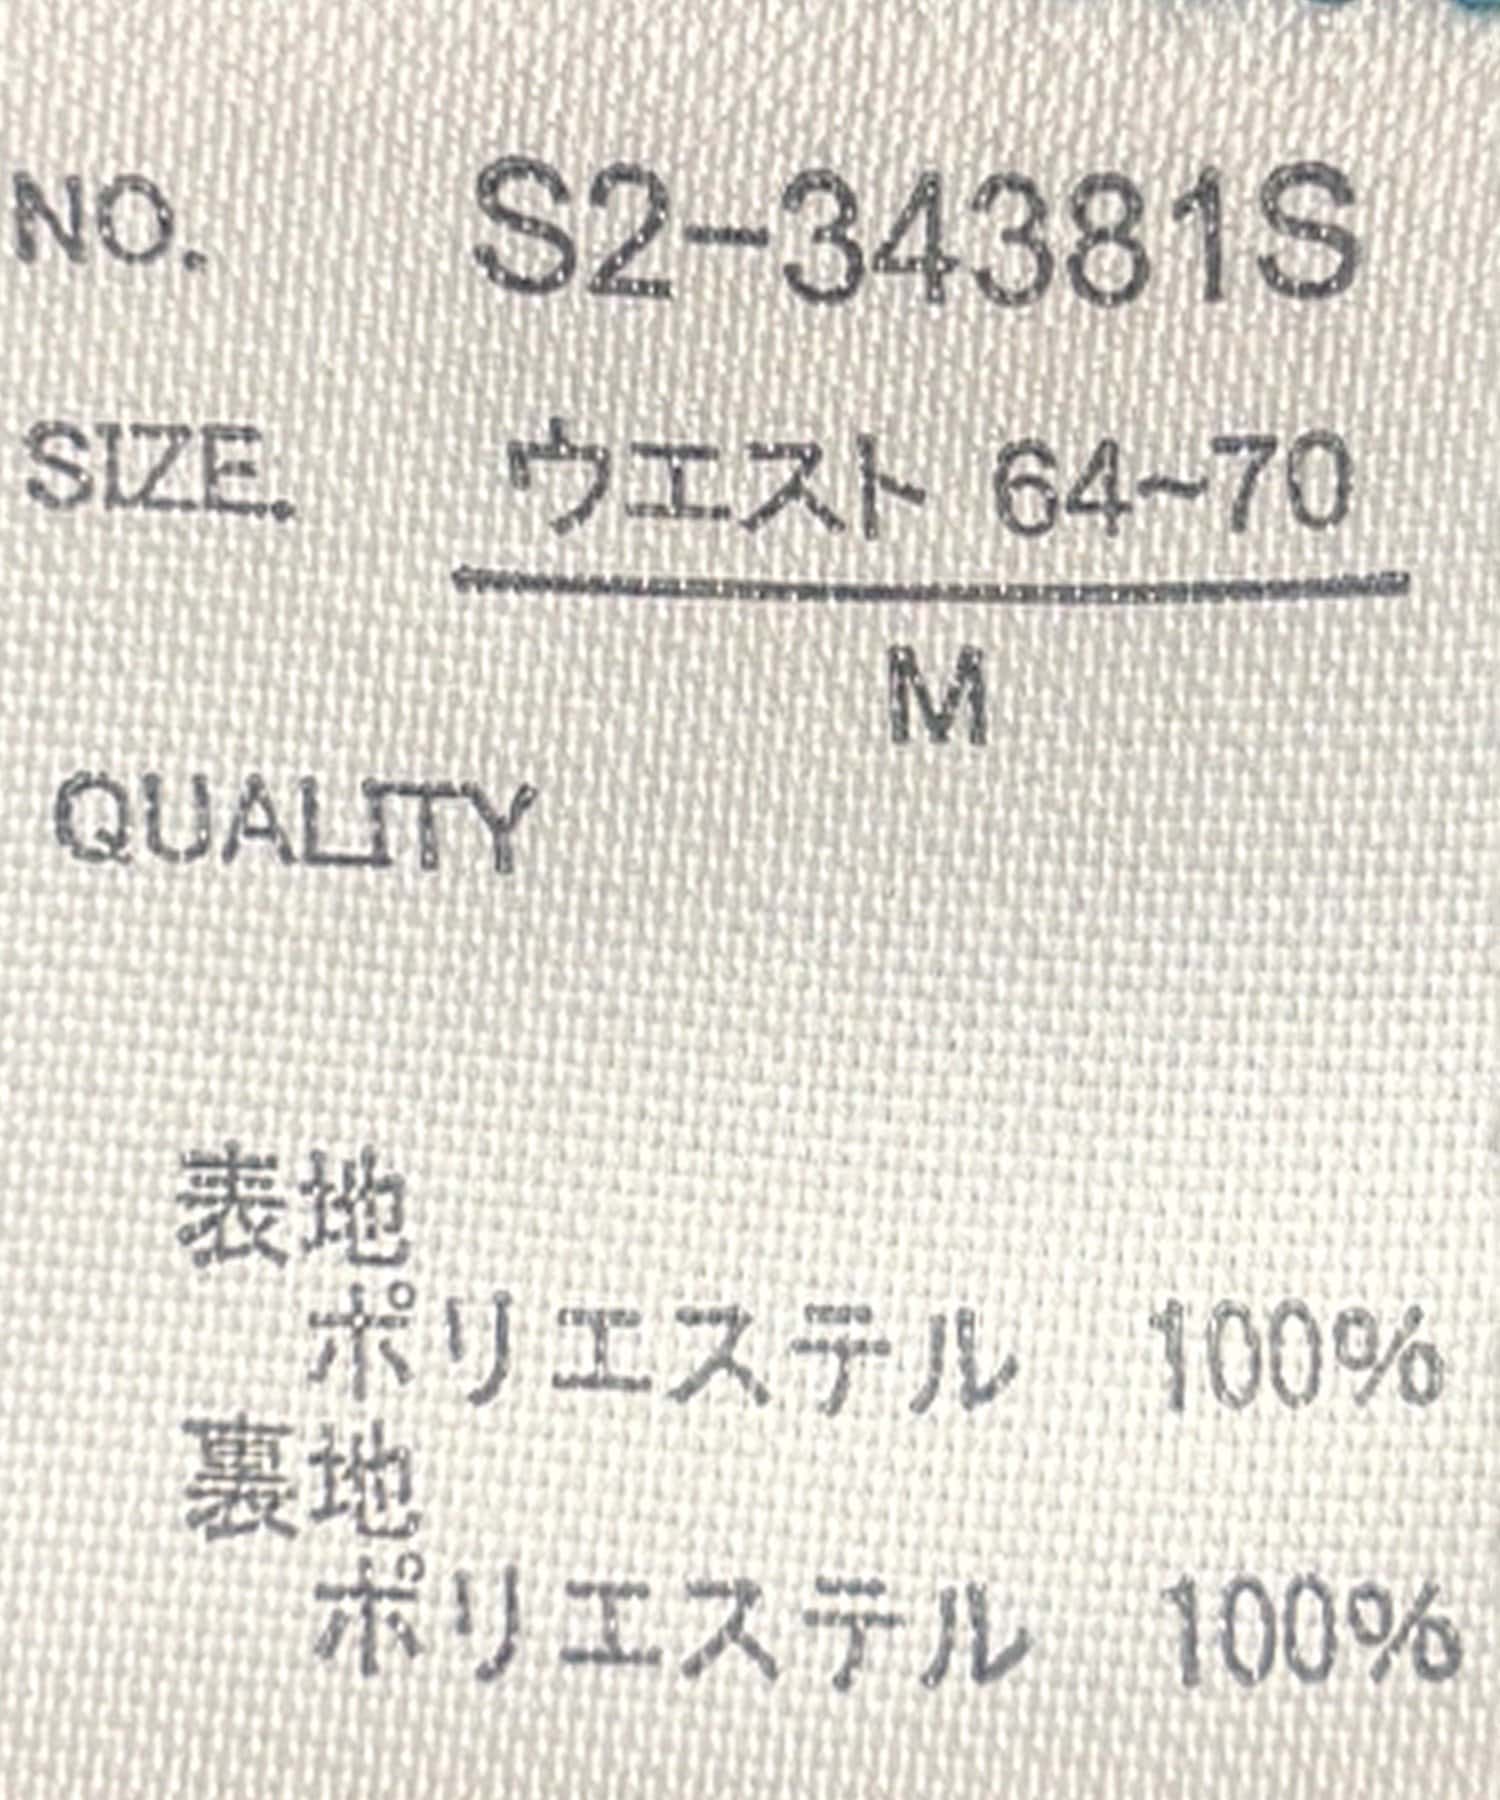 NO. S2-34381S
SIZE. ウエスト 64~70
M
QUALITY
表地
ポリエステル 100%
裏地
ポリエステル 100%